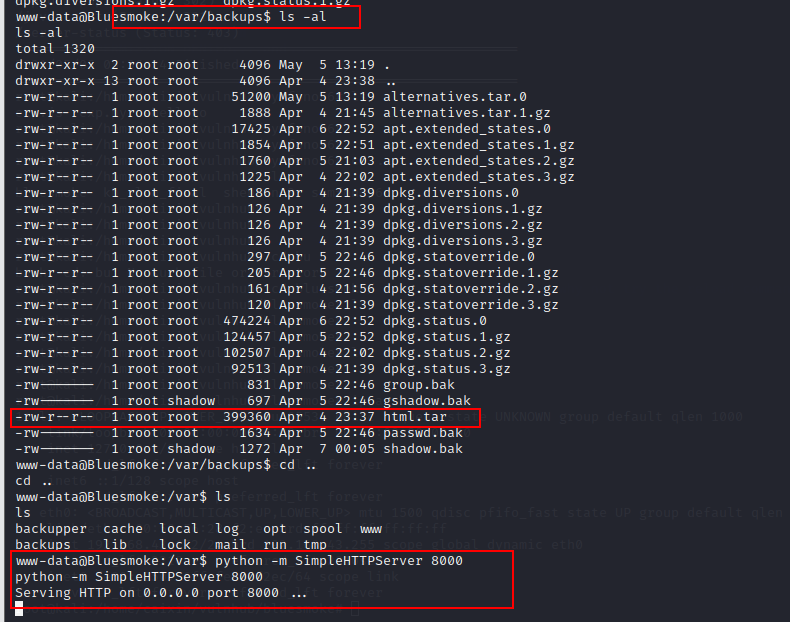 dpkg.diversions.1.gz  dpkg.status.1.gz
www-data@Bluesmoke:/var/backups$ ls -al
ls -al
total 1320
drwxr-xr-x  2 root root     4096 May  5 13:19 .
drwxr-xr-x 13 root root     4096 Apr  4 23:38 ..
-rw-r--r--  1 root root    51200 May  5 13:19 alternatives.tar.0
-rw-r--r--  1 root root     1888 Apr  4 21:45 alternatives.tar.1.gz
-rw-r--r--  1 root root    17425 Apr  6 22:52 apt.extended_states.0
-rw-r--r--  1 root root     1854 Apr  5 22:51 apt.extended_states.1.gz
-rw-r--r--  1 root root     1760 Apr  5 21:03 apt.extended_states.2.gz
-rw-r--r--  1 root root     1225 Apr  4 22:02 apt.extended_states.3.gz
-rw-r--r--  1 root root      186 Apr  4 21:39 dpkg.diversions.0
-rw-r--r--  1 root root      126 Apr  4 21:39 dpkg.diversions.1.gz
-rw-r--r--  1 root root      126 Apr  4 21:39 dpkg.diversions.2.gz
-rw-r--r--  1 root root      126 Apr  4 21:39 dpkg.diversions.3.gz
-rw-r--r--  1 root root      297 Apr  5 22:46 dpkg.statoverride.0
-rw-r--r--  1 root root      205 Apr  5 22:46 dpkg.statoverride.1.gz
-rw-r--r--  1 root root      161 Apr  4 21:56 dpkg.statoverride.2.gz
-rw-r--r--  1 root root      120 Apr  4 21:39 dpkg.statoverride.3.gz
-rw-r--r--  1 root root   474224 Apr  6 22:52 dpkg.status.0
-rw-r--r--  1 root root   124457 Apr  5 22:52 dpkg.status.1.gz
-rw-r--r--  1 root root   102507 Apr  4 22:02 dpkg.status.2.gz
-rw-r--r--  1 root root    92513 Apr  4 21:39 dpkg.status.3.gz
-rw-------  1 root root      831 Apr  5 22:46 group.bak
-rw-------  1 root shadow    697 Apr  5 22:46 gshadow.bak
-rw-r--r--  1 root root   399360 Apr  4 23:37 html.tar
-rw-------  1 root root     1634 Apr  5 22:46 passwd.bak
-rw-------  1 root shadow   1272 Apr  7 00:05 shadow.bak
www-data@Bluesmoke:/var/backups$ cd ..
cd ..
www-data@Bluesmoke:/var$ ls
ls
backupper  cache  local  log   opt  spool  www
backups    lib    lock   mail  run  tmp
www-data@Bluesmoke:/var$ python -m SimpleHTTPServer 8000
python -m SimpleHTTPServer 8000
Serving HTTP on 0.0.0.0 port 8000 ...